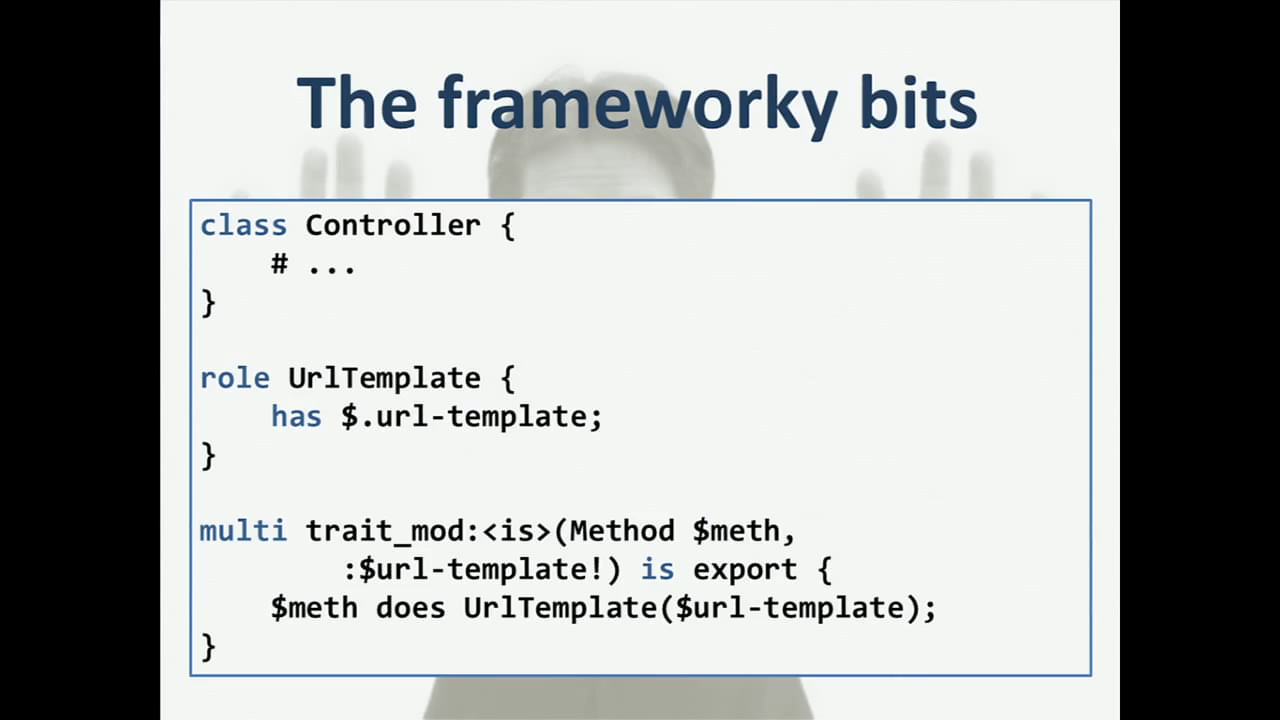 The frameworky bits
class Controller {
    # ...
}
role UrlTemplate {
    has $.url-template;
}
multi trait_mod:<is>(Method $meth,
        :$url-template!) is export {
    $meth does UrlTemplate($url-template);
}